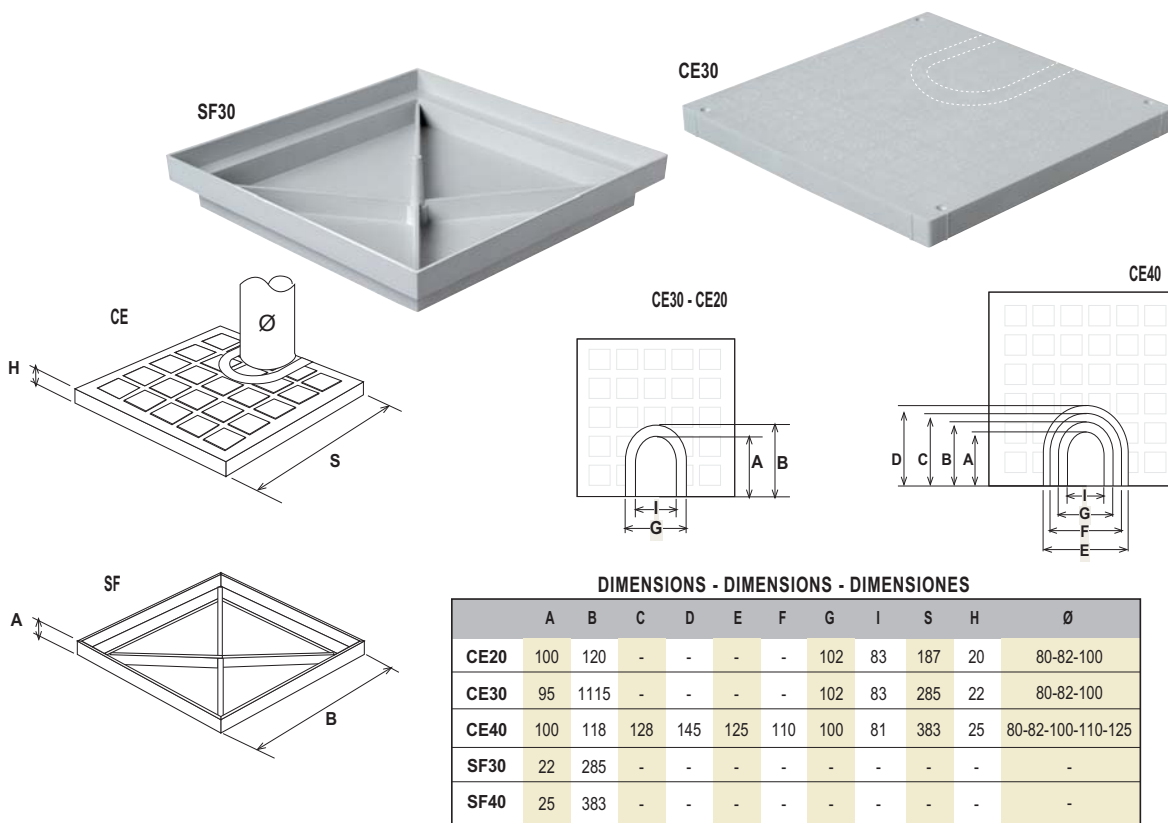 SF30
CE30
CE
Ø
H
S
CE30 - CE20
A
B
I
G
CE40
D
C
B
A
I
G
F
E
SF
A
B
DIMENSIONS - DIMENSIONS - DIMENSIONES
A B C D E F G I S H Ø
CE20 100 120 - - - - 102 83 187 20 80-82-100
CE30 95 1115 - - - - 102 83 285 22 80-82-100
CE40 100 118 128 145 125 110 100 81 383 25 80-82-100-110-125
SF30 22 285 - - - - - - - - -
SF40 25 383 - - - - - - - - -